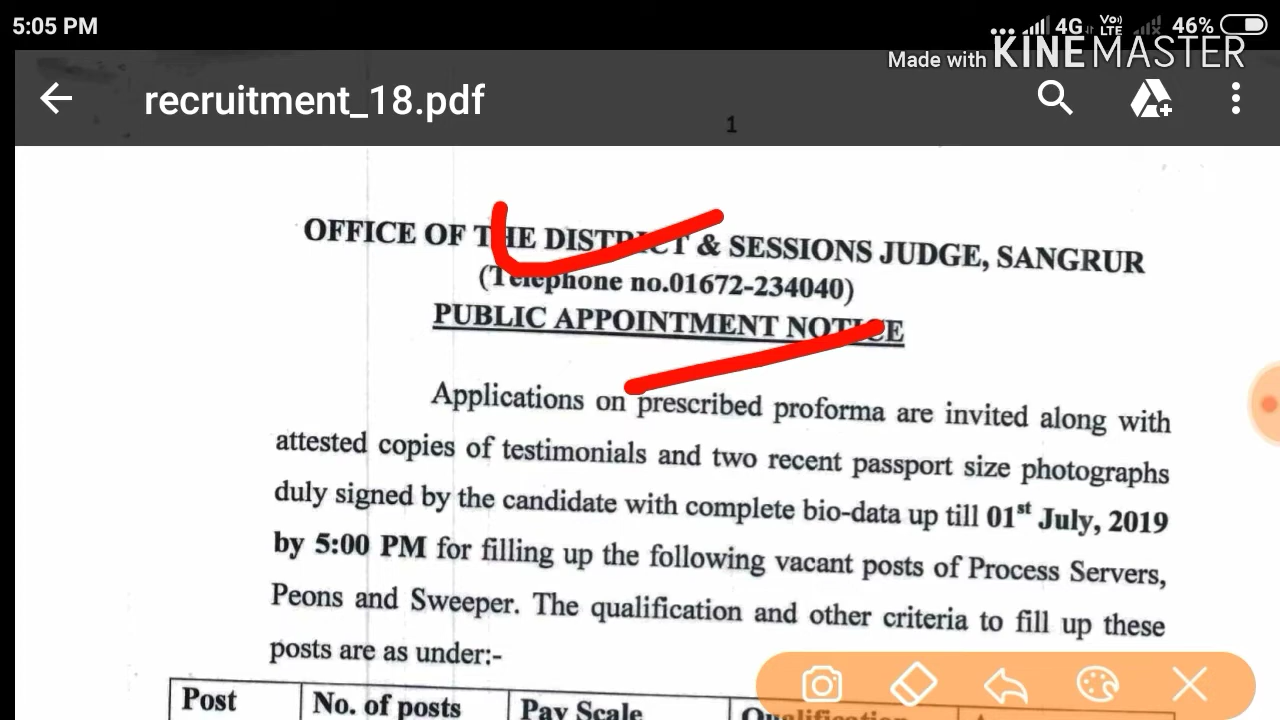 5:05 PM
4G Vo) LTE 46%
Made with KINEMASTER
recruitment_18.pdf
1
OFFICE OF THE DISTRICT & SESSIONS JUDGE, SANGRUR
(Telephone no.01672-234040)
PUBLIC APPOINTMENT NOTICE
Applications on prescribed proforma are invited along with
attested copies of testimonials and two recent passport size photographs
duly signed by the candidate with complete bio-data up till 01st July, 2019
by 5:00 PM for filling up the following vacant posts of Process Servers,
Peons and Sweeper. The qualification and other criteria to fill up these
posts are as under:-
Post No. of posts Pay Scale Qualification